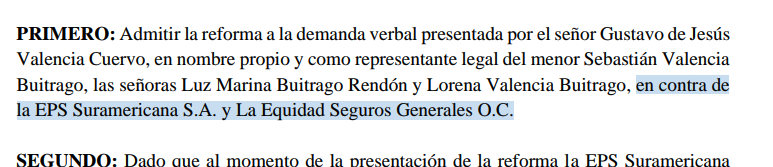 PRIMERO: Admitir la reforma a la demanda verbal presentada por el señor Gustavo de Jesús
Valencia Cuervo, en nombre propio y como representante legal del menor Sebastián Valencia
Buitrago, las señoras Luz Marina Buitrago Rendón y Lorena Valencia Buitrago, en contra de
la EPS Suramericana S.A. y La Equidad Seguros Generales O.C.
SEGUNDO: Dado que al momento de la presentación de la reforma la EPS Suramericana